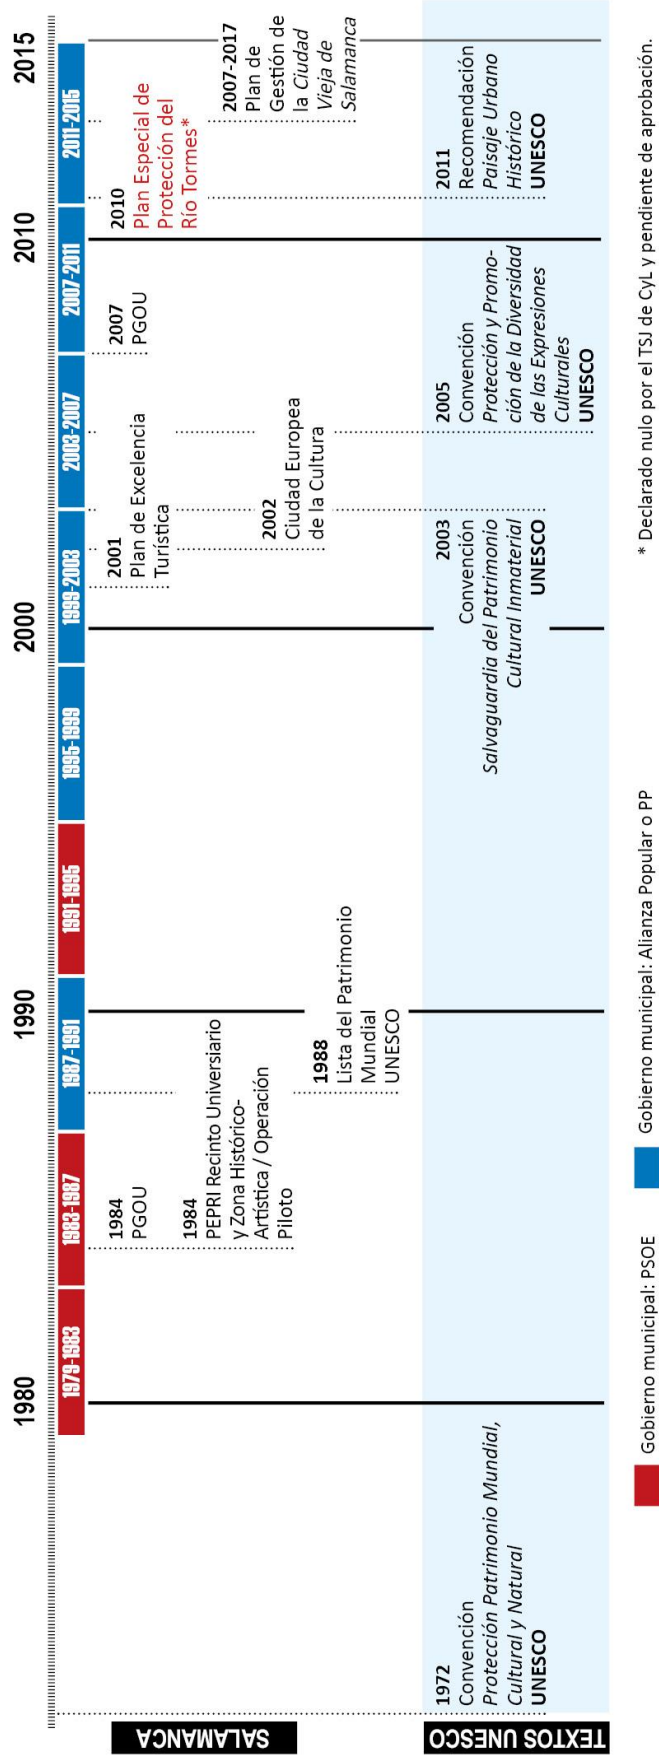 1980
1990
2000
2010
2015
1979-1983
1983-1987
1987-1991
1991-1995
1995-1999
1999-2003
2003-2007
2007-2011
2011-2015
SALAMANCA
1984
PGOU
1984
PEPRI Recinto Universiario
y Zona Histórico-
Artística / Operación
Piloto
1988
Lista del Patrimonio
Mundial
UNESCO
2001
Plan de Excelencia
Turística
2002
Ciudad Europea
de la Cultura
2007
PGOU
2010
Plan Especial de
Protección del
Río Tormes*
2007-2017
Plan de
Gestión de
la Ciudad
Vieja de
Salamanca
TEXTOS UNESCO
1972
Convención
Protección Patrimonio Mundial,
Cultural y Natural
UNESCO
2003
Convención
Salvaguardia del Patrimonio
Cultural Inmaterial
UNESCO
2005
Convención
Protección y Promo-
ción de la Diversidad
de las Expresiones
Culturales
UNESCO
2011
Recomendación
Paisaje Urbano
Histórico
UNESCO
Gobierno municipal: PSOE
Gobierno municipal: Alianza Popular o PP
* Declarado nulo por el TSJ de CyL y pendiente de aprobación.